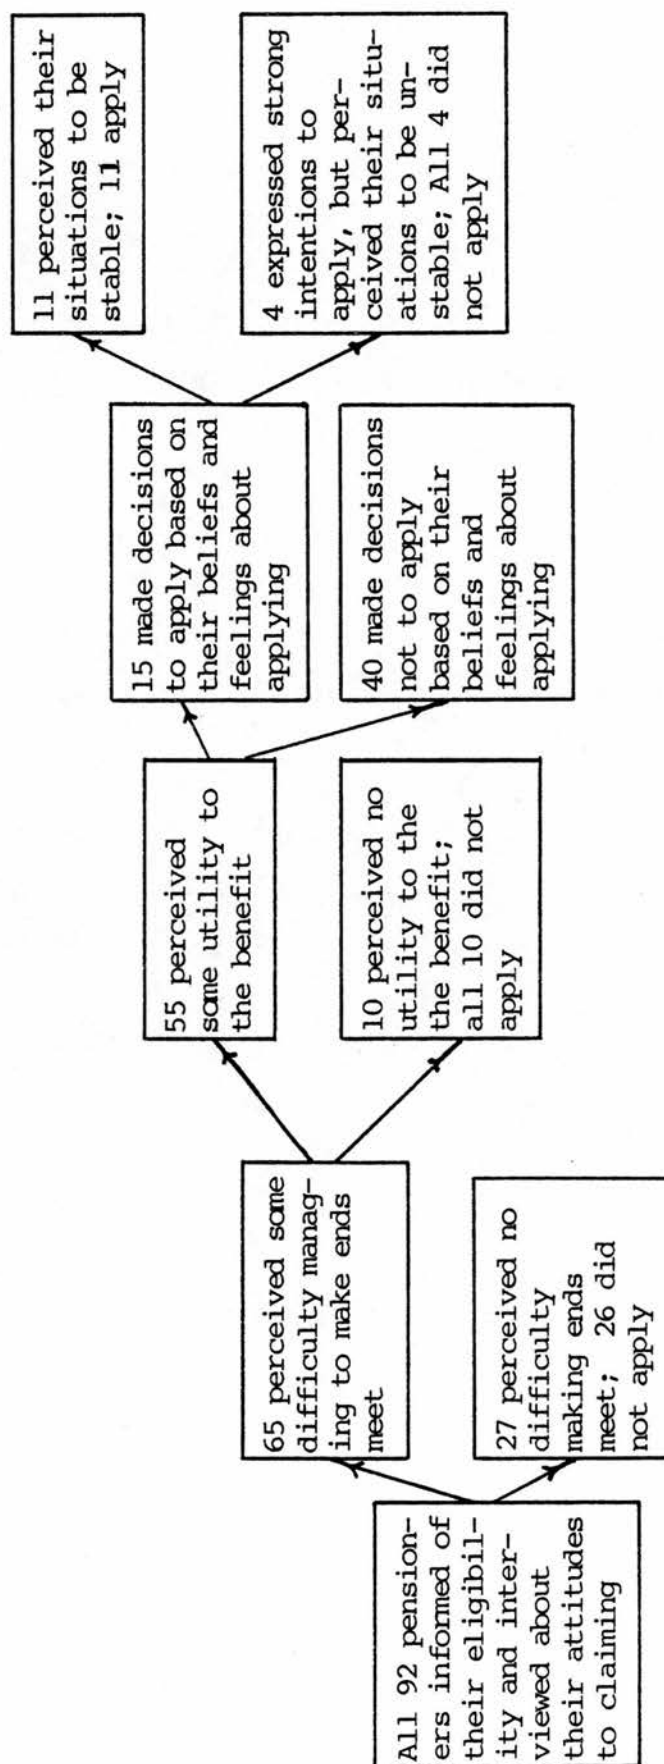 All 92 pension-
ers informed of
their eligibil-
ity and inter-
viewed about
their attitudes
to claiming
65 perceived some
difficulty manag-
ing to make ends
meet
27 perceived no
difficulty
making ends
meet; 26 did
not apply
55 perceived
some utility to
the benefit
10 perceived no
utility to the
the benefit;
all 10 did not
apply
15 made decisions
to apply based on
their beliefs and
feelings about
applying
40 made decisions
not to apply
based on their
beliefs and
feelings about
applying
11 perceived their
situations to be
stable; 11 apply
4 expressed strong
intentions to
apply, but per-
ceived their situ-
ations to be un-
stable; All 4 did
not apply